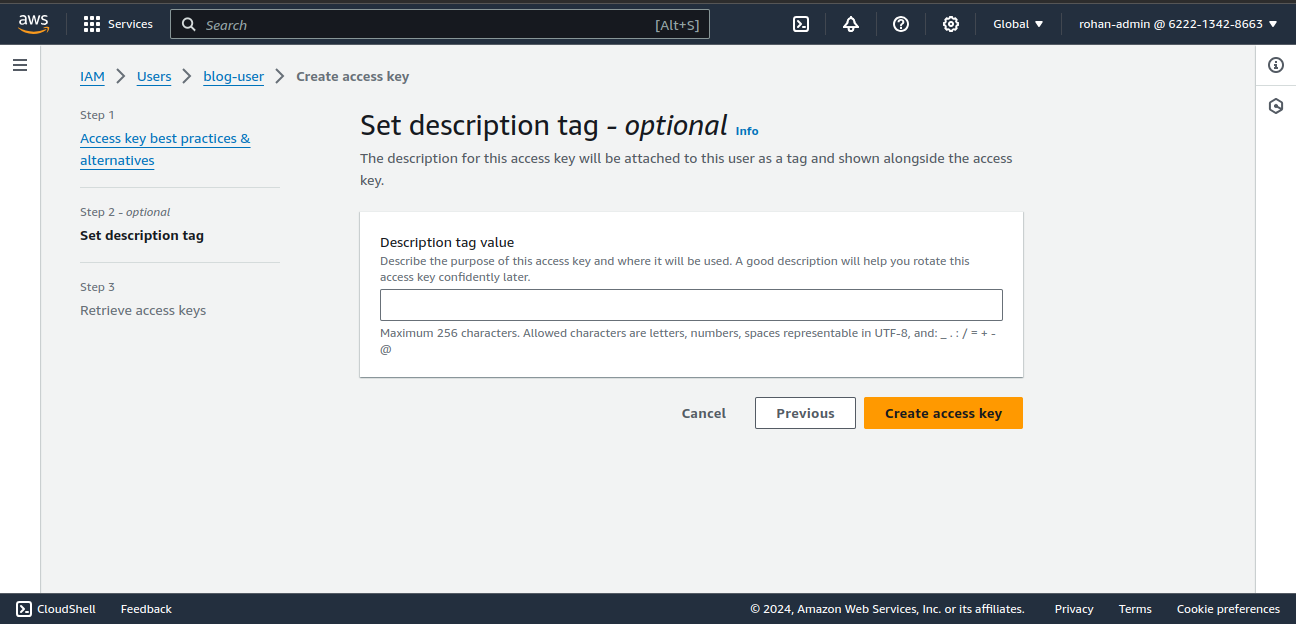 aws
Services
Search
[Alt+S]
Global
rohan-admin @ 6222-1342-8663
IAM
Users
blog-user
Create access key
Step 1
Access key best practices &
alternatives
Step 2 - optional
Set description tag
Step 3
Retrieve access keys
Set description tag - optional Info
The description for this access key will be attached to this user as a tag and shown alongside the access
key.
Description tag value
Describe the purpose of this access key and where it will be used. A good description will help you rotate this
access key confidently later.
Maximum 256 characters. Allowed characters are letters, numbers, spaces representable in UTF-8, and: _ . : / = + -
@
Cancel
Previous
Create access key
CloudShell
Feedback
© 2024, Amazon Web Services, Inc. or its affiliates.
Privacy
Terms
Cookie preferences